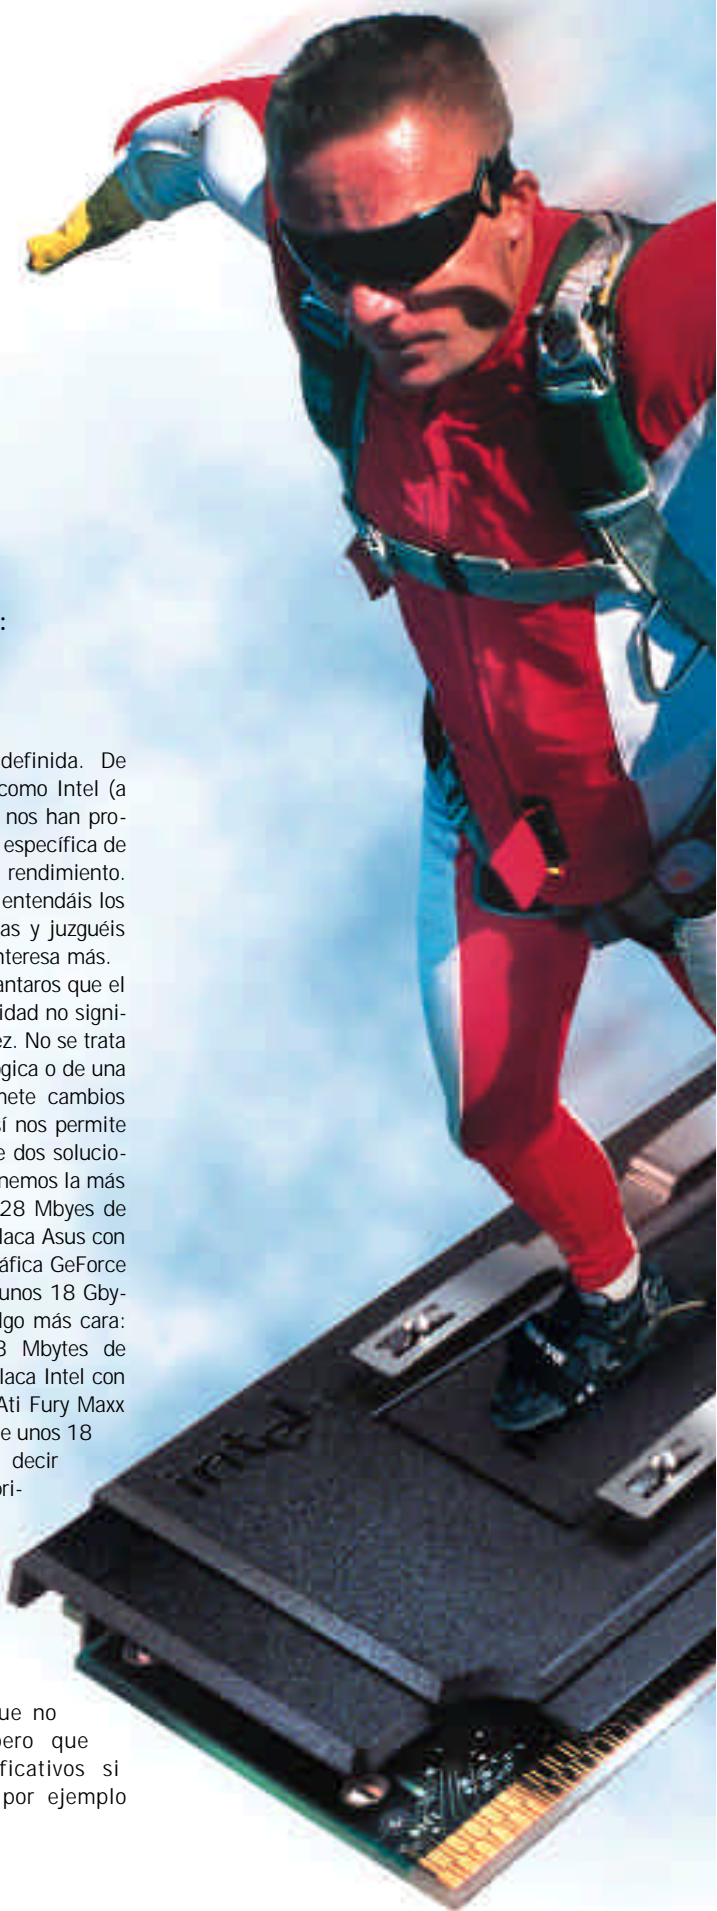 :
definida. De
como Intel (a
nos han pro-
específica de
rendimiento.
entendáis los
as y juzguéis
nteresa más.
antaros que el
idad no signi-
ez. No se trata
gica o de una
nete cambios
sí nos permite
e dos solucio-
nemos la más
28 Mbyes de
laca Asus con
áfica GeForce
unos 18 Gby-
lgo más cara:
8 Mbytes de
laca Intel con
Ati Fury Maxx
e unos 18
decir
ori-
ue no
pero que
ficativos si
por ejemplo
intel